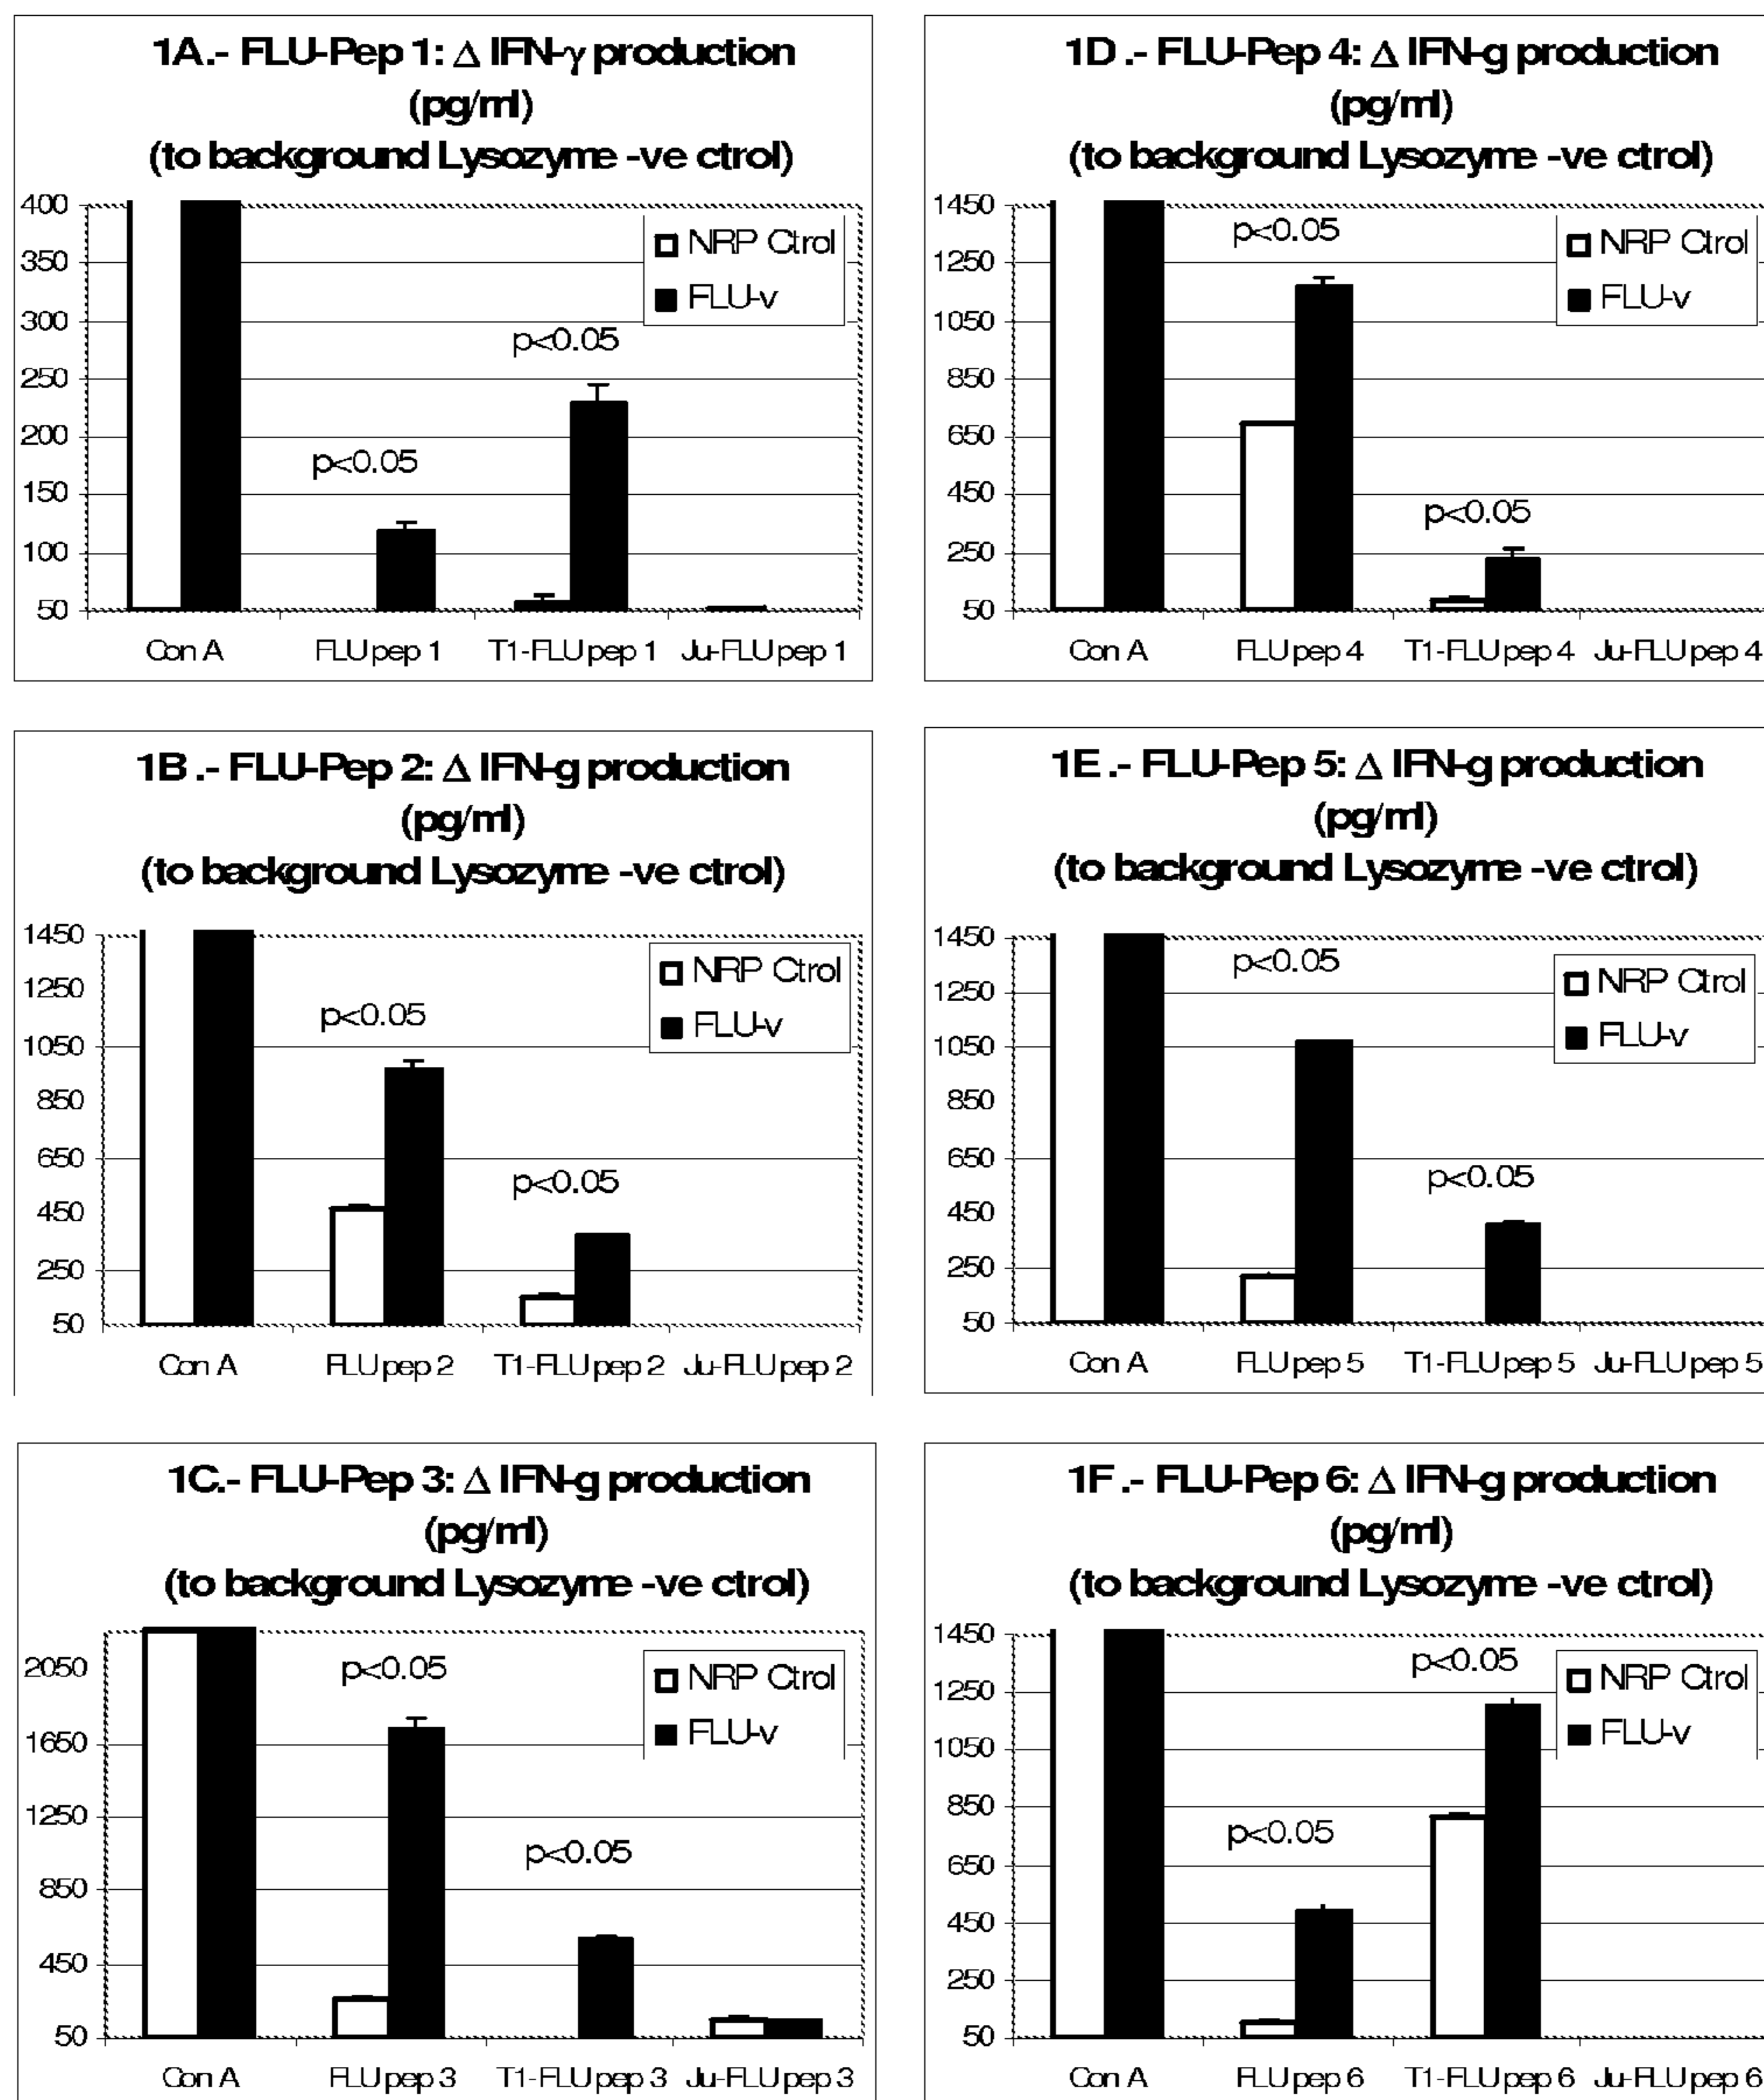 1A.- FLU-Pep 1: Δ IFN-γ production
(pg/ml)
(to background Lysozyme -ve ctrol)
400
350
300
250
200
150
100
50
NRP Ctrol
FLU-v
p<0.05
p<0.05
Con A FLU pep 1 T1-FLU pep 1 Ju-FLU pep 1
1D .- FLU-Pep 4: Δ IFN-g production
(pg/ml)
(to background Lysozyme -ve ctrol)
1450
1250
1050
850
650
450
250
50
p<0.05
NRP Ctrol
FLU-v
p<0.05
Con A FLU pep 4 T1-FLU pep 4 Ju-FLU pep 4
1B .- FLU-Pep 2: Δ IFN-g production
(pg/ml)
(to background Lysozyme -ve ctrol)
1450
1250
1050
850
650
450
250
50
NRP Ctrol
FLU-v
p<0.05
p<0.05
Con A FLU pep 2 T1-FLU pep 2 Ju-FLU pep 2
1E .- FLU-Pep 5: Δ IFN-g production
(pg/ml)
(to background Lysozyme -ve ctrol)
1450
1250
1050
850
650
450
250
50
p<0.05
NRP Ctrol
FLU-v
p<0.05
Con A FLU pep 5 T1-FLU pep 5 Ju-FLU pep 5
1C.- FLU-Pep 3: Δ IFN-g production
(pg/ml)
(to background Lysozyme -ve ctrol)
2050
1650
1250
850
450
50
p<0.05
NRP Ctrol
FLU-v
p<0.05
Con A FLU pep 3 T1-FLU pep 3 Ju-FLU pep 3
1F .- FLU-Pep 6: Δ IFN-g production
(pg/ml)
(to background Lysozyme -ve ctrol)
1450
1250
1050
850
650
450
250
50
p<0.05
NRP Ctrol
FLU-v
p<0.05
Con A FLU pep 6 T1-FLU pep 6 Ju-FLU pep 6